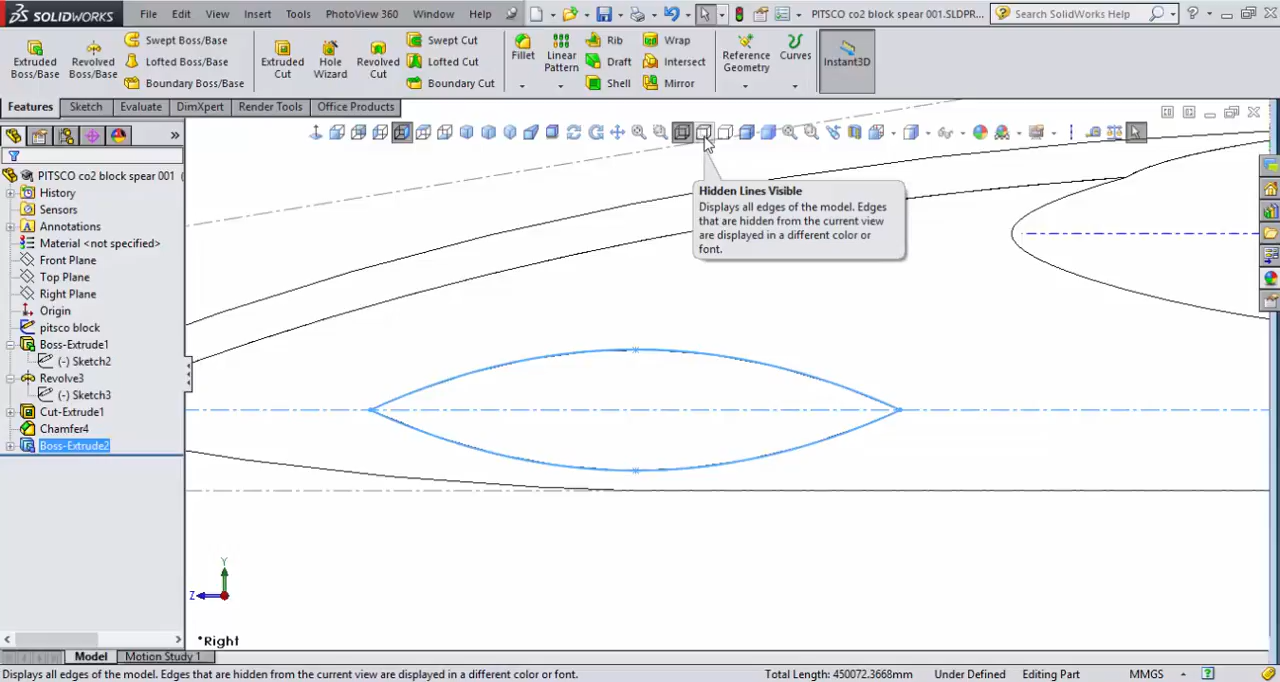 SOLIDWORKS
File Edit View Insert Tools PhotoView 360 Window Help
PITSCO co2 block spear 001.SLDPR...
Search SolidWorks Help
Extruded Boss/Base
Revolved Boss/Base
Swept Boss/Base
Lofted Boss/Base
Boundary Boss/Base
Extruded Cut
Hole Wizard
Revolved Cut
Swept Cut
Lofted Cut
Boundary Cut
Fillet
Linear Pattern
Rib
Draft
Shell
Wrap
Intersect
Mirror
Reference Geometry
Curves
Instant3D
Features Sketch Evaluate DimXpert Render Tools Office Products
PITSCO co2 block spear 001 (
History
Sensors
Annotations
Material <not specified>
Front Plane
Top Plane
Right Plane
Origin
pitsco block
Boss-Extrude1
(-) Sketch2
Revolve3
(-) Sketch3
Cut-Extrude1
Chamfer4
Boss-Extrude2
Hidden Lines Visible
Displays all edges of the model. Edges
that are hidden from the current view
are displayed in a different color or
font.
Y
Z
*Right
Model Motion Study 1
Displays all edges of the model. Edges that are hidden from the current view are displayed in a different color or font.
Total Length: 450072.3668mm Under Defined Editing Part MMGS